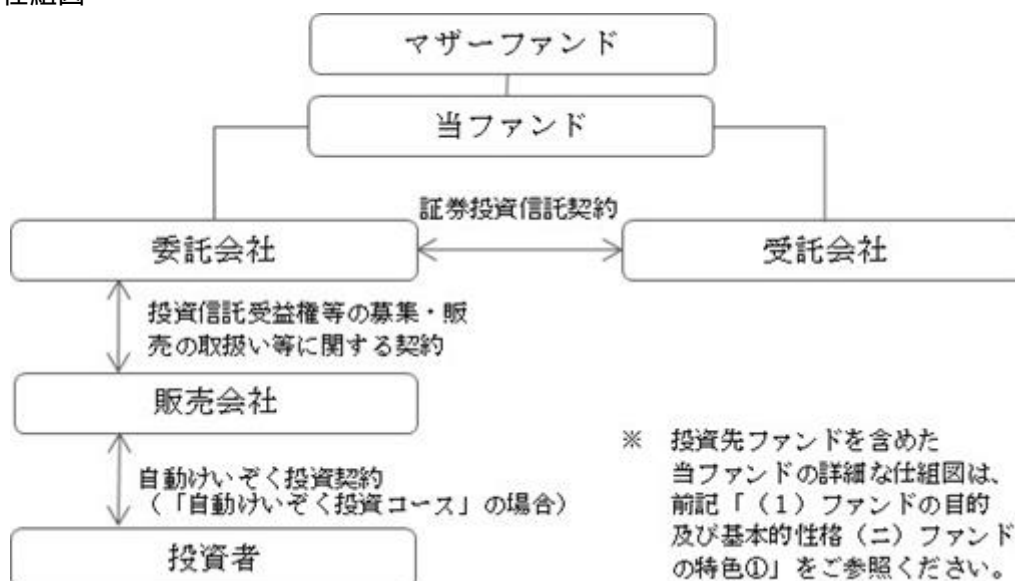 仕組図
マザーファンド
当ファンド
証券投資信託契約
委託会社
受託会社
投資信託受益権等の募集・販
売の取扱い等に関する契約
販売会社
自動けいぞく投資契約
（「自動けいぞく投資コース」の場合）
投資者
※ 投資先ファンドを含めた
当ファンドの詳細な仕組図は、
前記「（１）ファンドの目的
及び基本的性格（ニ）ファンド
の特色①」をご参照ください。